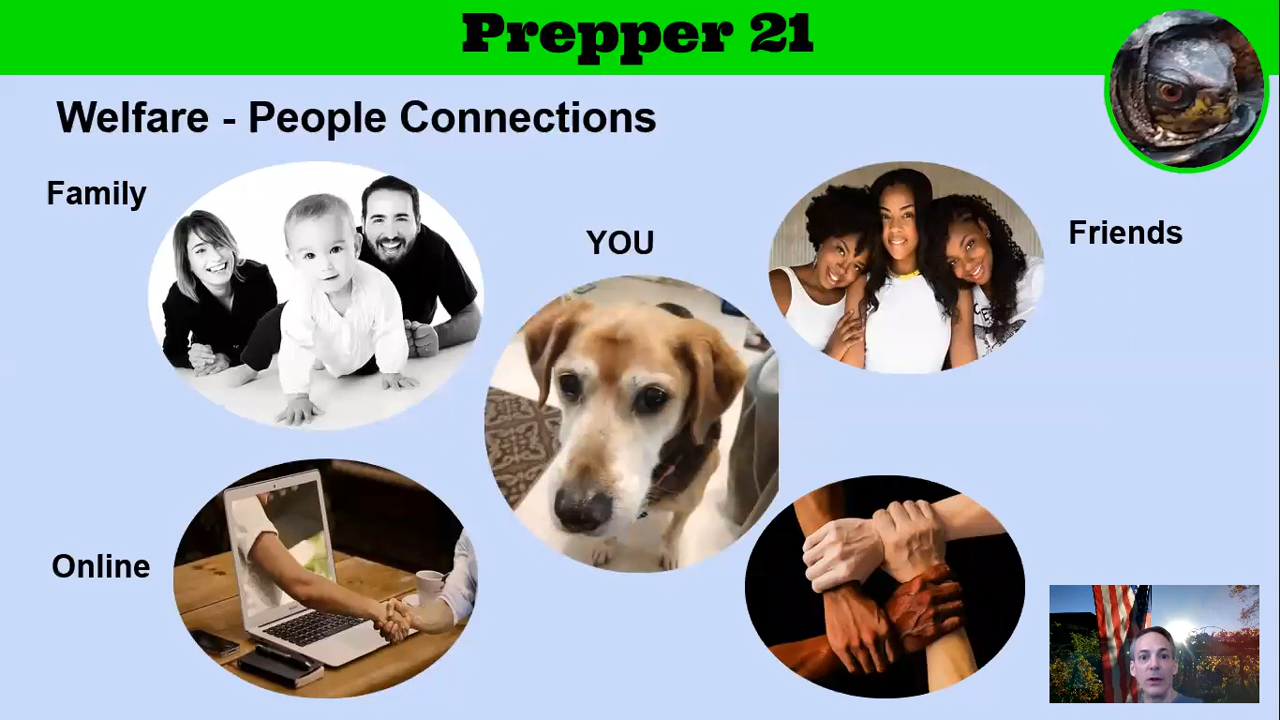 Prepper 21
Welfare - People Connections
Family
YOU
Friends
Online